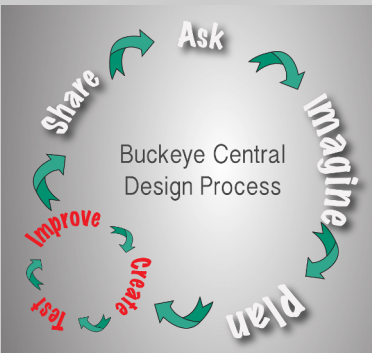 Ask
Imagine
Plan
Create
Test
Improve
Share
Buckeye Central
Design Process